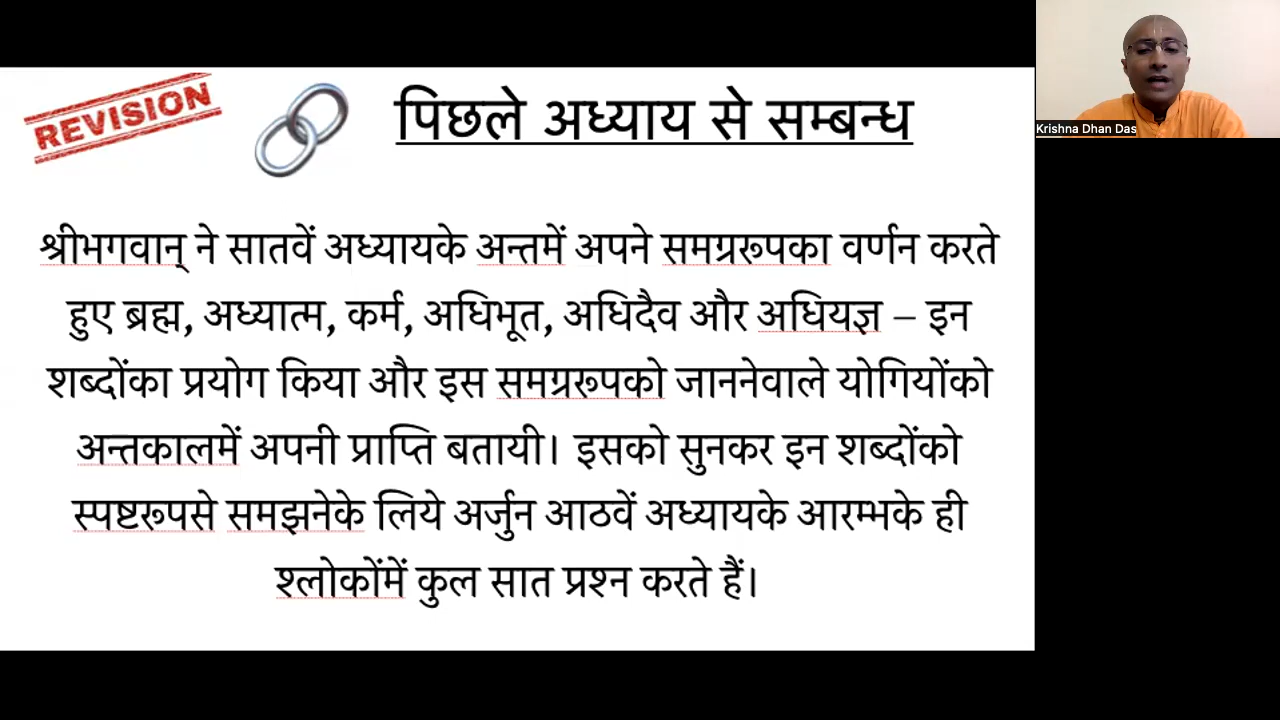 REVISION
पिछले अध्याय से सम्बन्ध
श्रीभगवान् ने सातवें अध्यायके अन्तमें अपने समग्ररूपका वर्णन करते
हुए ब्रह्म, अध्यात्म, कर्म, अधिभूत, अधिदैव और अधियज्ञ – इन
शब्दोंका प्रयोग किया और इस समग्ररूपको जाननेवाले योगियोंको
अन्तकालमें अपनी प्राप्ति बतायी। इसको सुनकर इन शब्दोंको
स्पष्टरूपसे समझनेके लिये अर्जुन आठवें अध्यायके आरम्भके ही
श्लोकोंमें कुल सात प्रश्न करते हैं।
Krishna Dhan Das